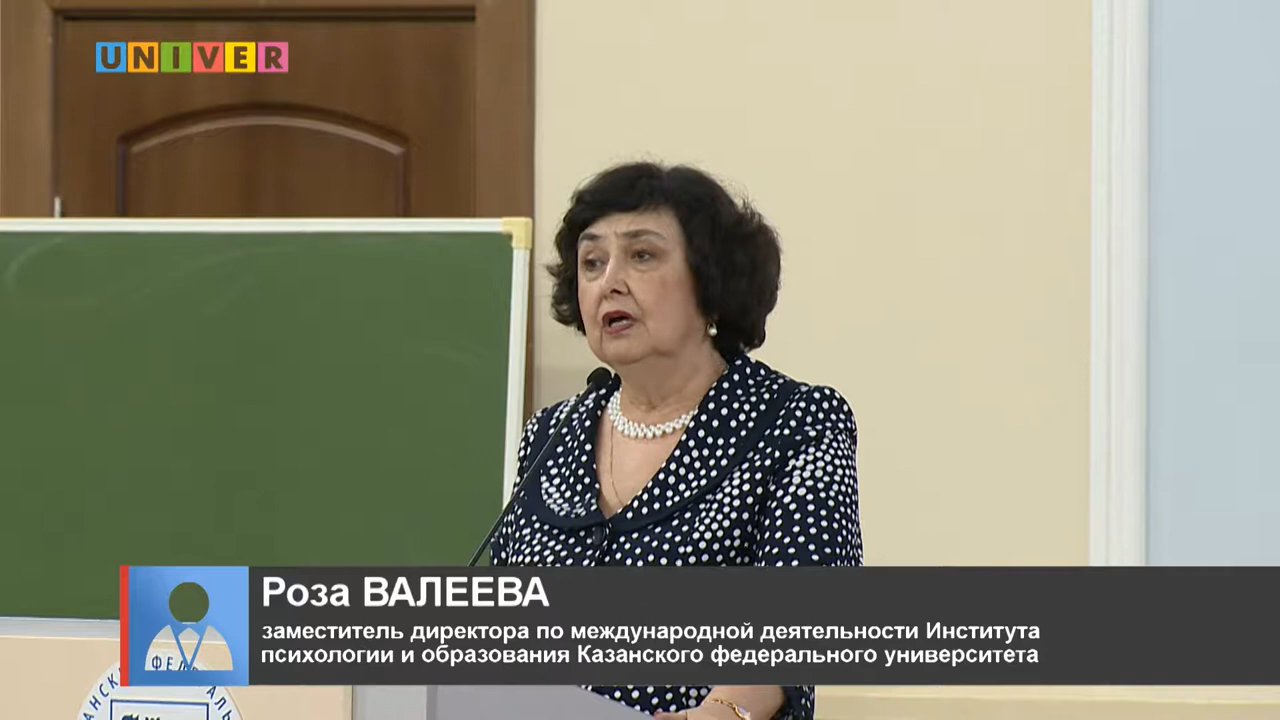 UNIVER
Роза ВАЛЕЕВА
заместитель директора по международной деятельности Института
психологии и образования Казанского федерального университета